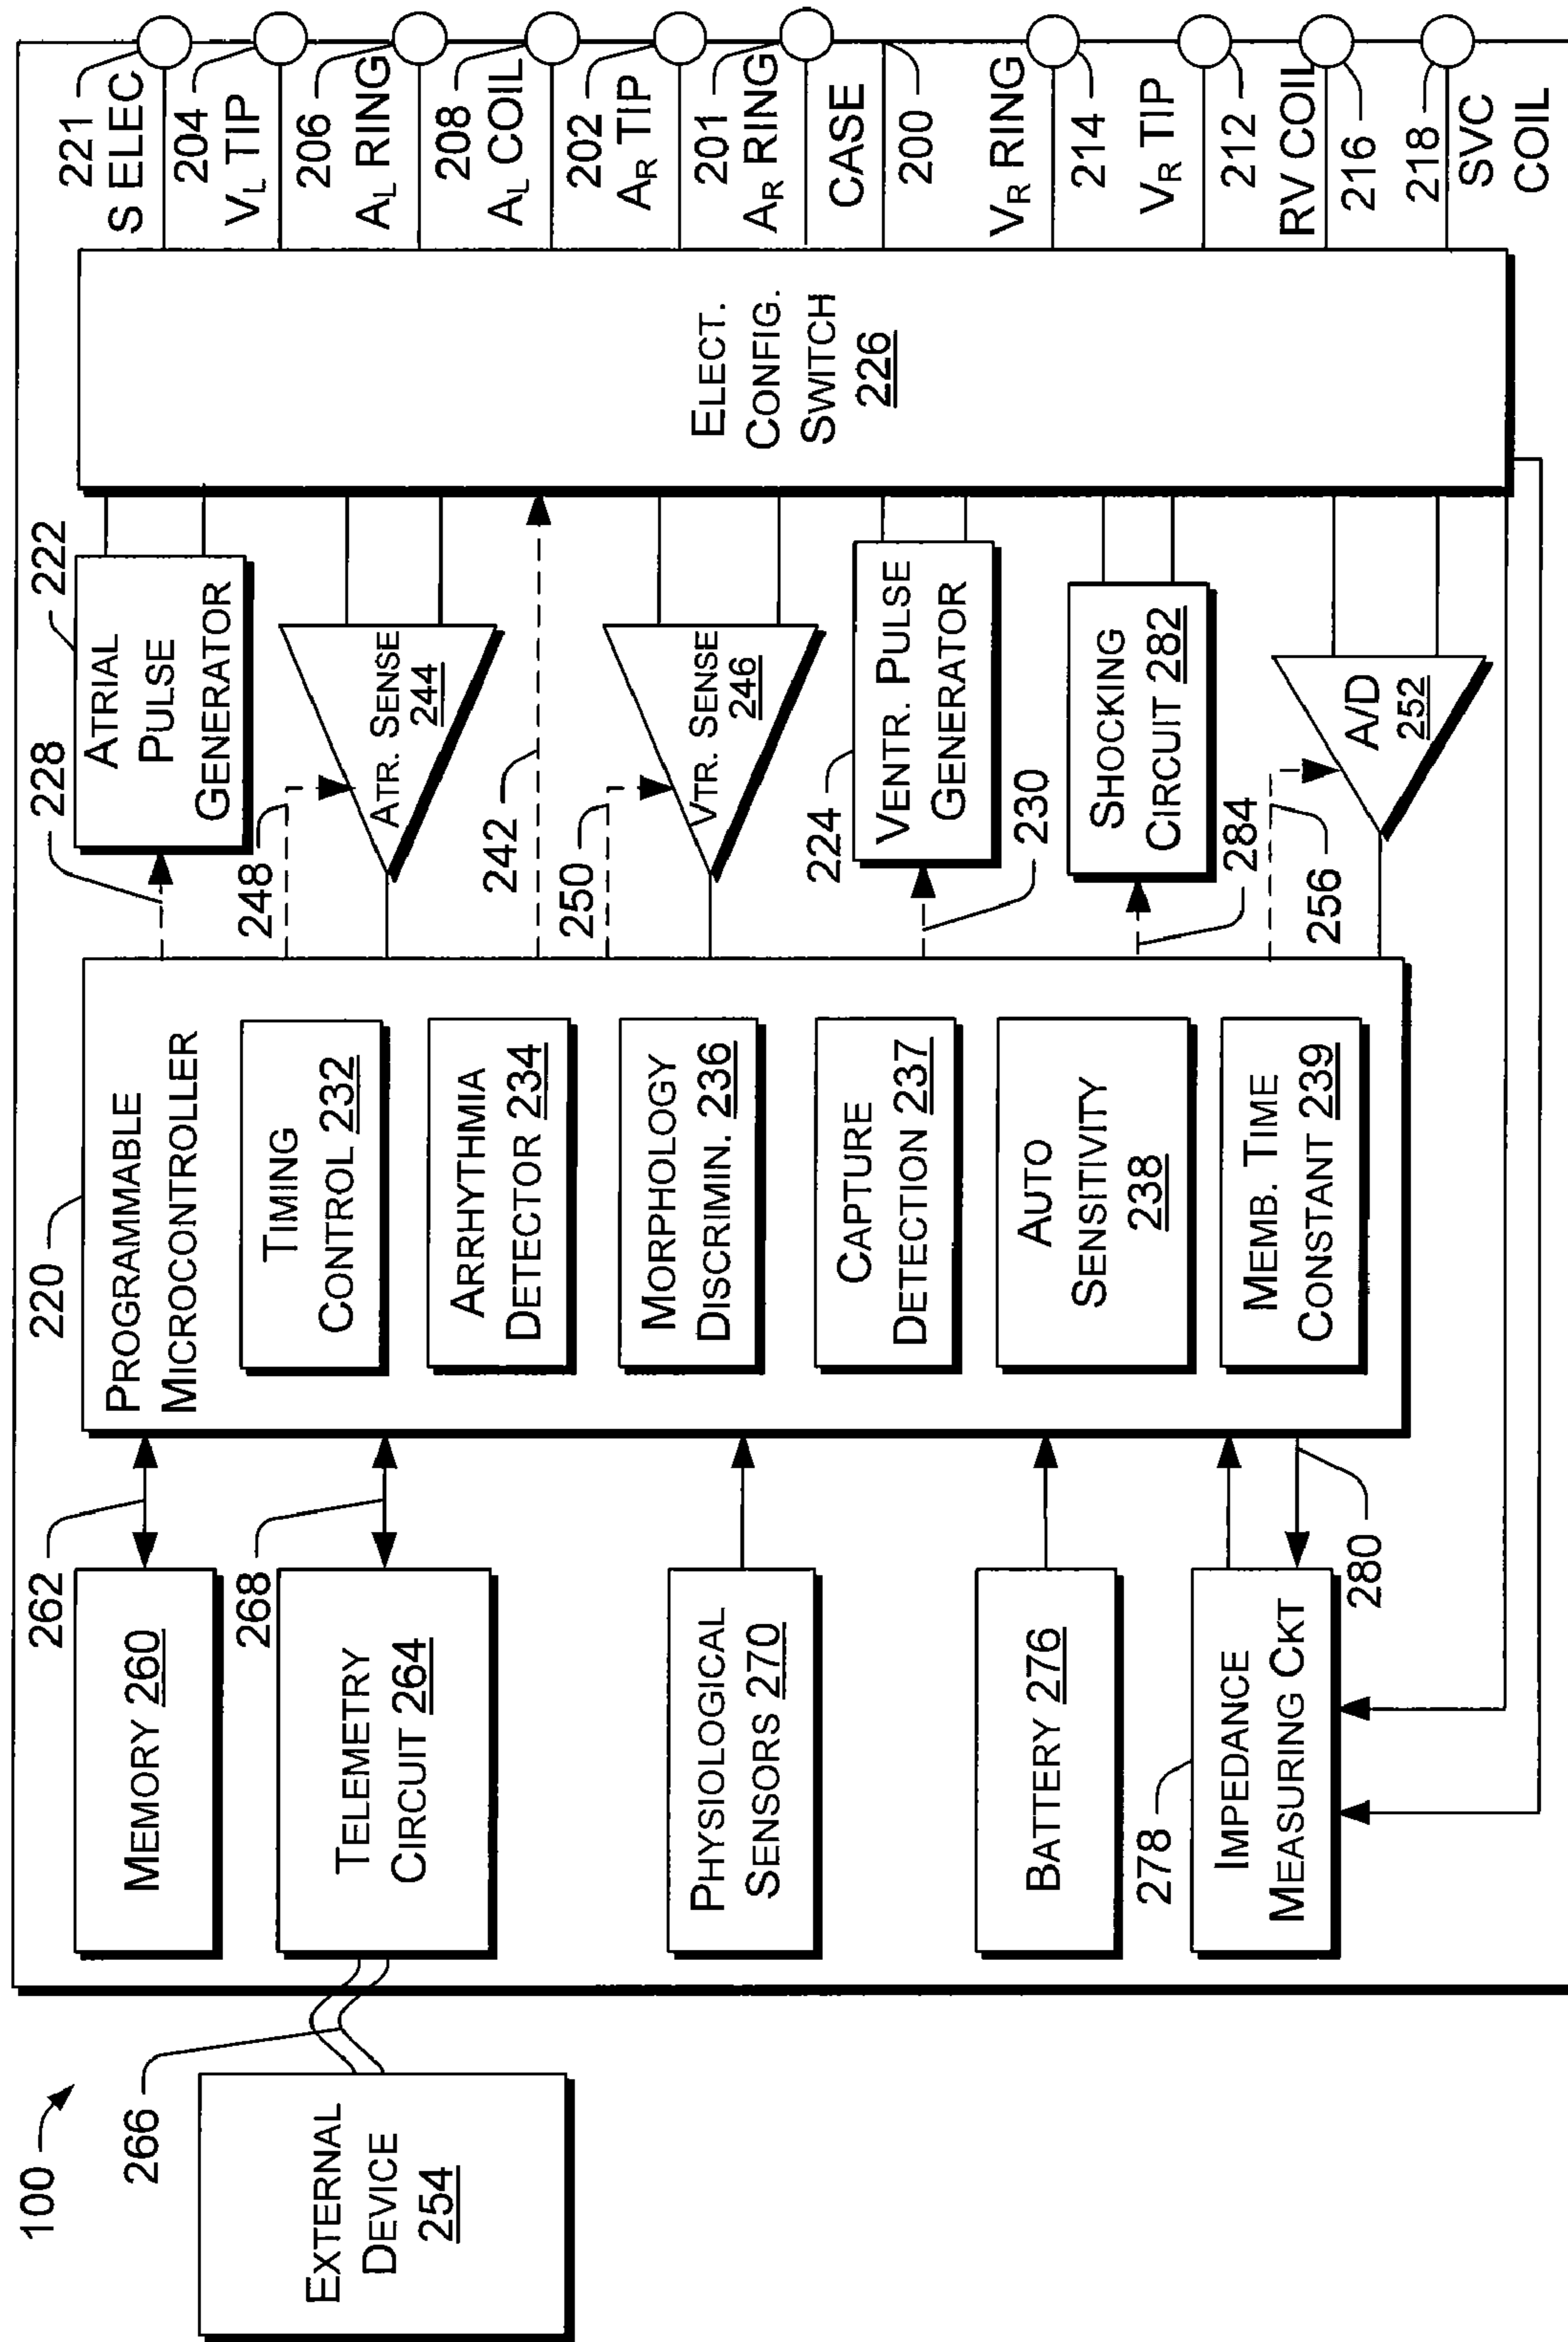 100
EXTERNAL
DEVICE
254
266
MEMORY 260
262
TELEMETRY
CIRCUIT 264
268
PHYSIOLOGICAL
SENSORS 270
BATTERY 276
278
IMPEDANCE
MEASURING CKT
280
220
PROGRAMMABLE
MICROCONTROLLER
TIMING
CONTROL 232
ARRHYTHMIA
DETECTOR 234
MORPHOLOGY
DISCRIMIN. 236
CAPTURE
DETECTION 237
AUTO
SENSITIVITY
238
MEMB. TIME
CONSTANT 239
228
222
ATRIAL
PULSE
GENERATOR
248
ATR. SENSE
244
242
250
VTR. SENSE
246
224
VENTR. PULSE
GENERATOR
230
SHOCKING
CIRCUIT 282
284
256
A/D
252
ELECT.
CONFIG.
SWITCH
226
221
S ELEC
204
VL TIP
206
AL RING
208
AL COIL
202
AR TIP
201
AR RING
CASE
200
VR RING
214
VR TIP
212
RV COIL
216
218
SVC
COIL